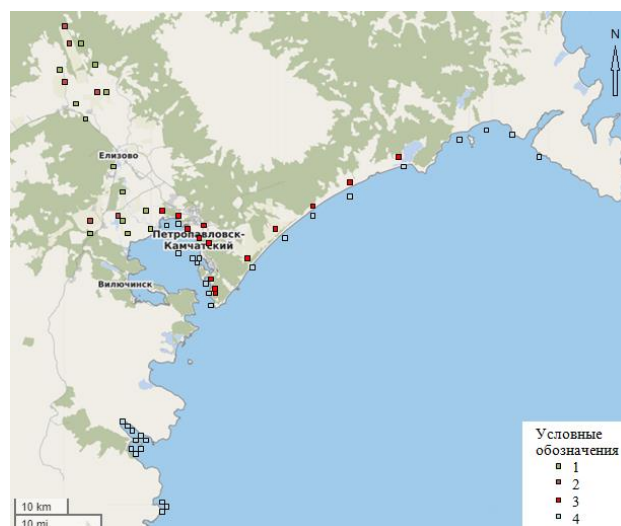 N
Елизово
Петропавловск-
Камчатский
Вилючинск
Условные
обозначения
1
2
3
4
10 km
10 mi